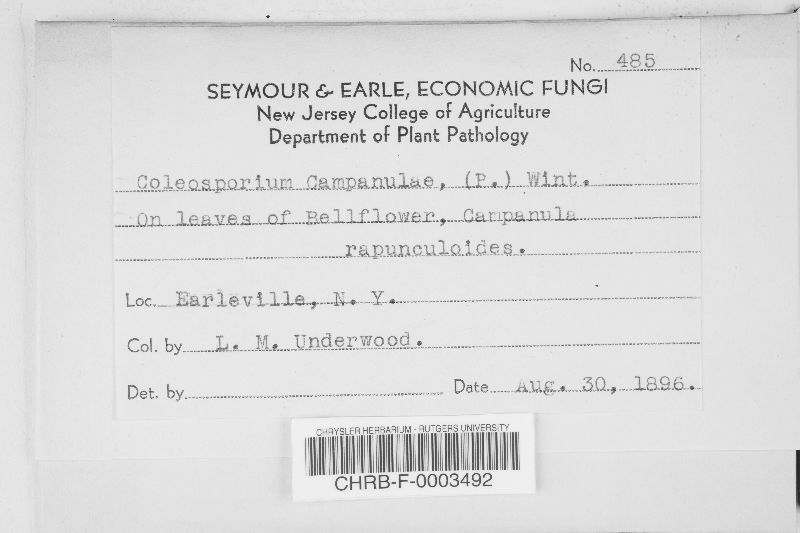 No. 485
SEYMOUR & EARLE, ECONOMIC FUNGI
New Jersey College of Agriculture
Department of Plant Pathology
Coleosporium Campanulae, (P.) Wint.
On leaves of Bellflower, Campanula
rapunculoides.
Loc. Earleville, N. Y.
Col. by L. M. Underwood.
Det. by
Date Aug. 30, 1896.
CHRYSLER HERBARIUM - RUTGERS UNIVERSITY
CHRB-F-0003492